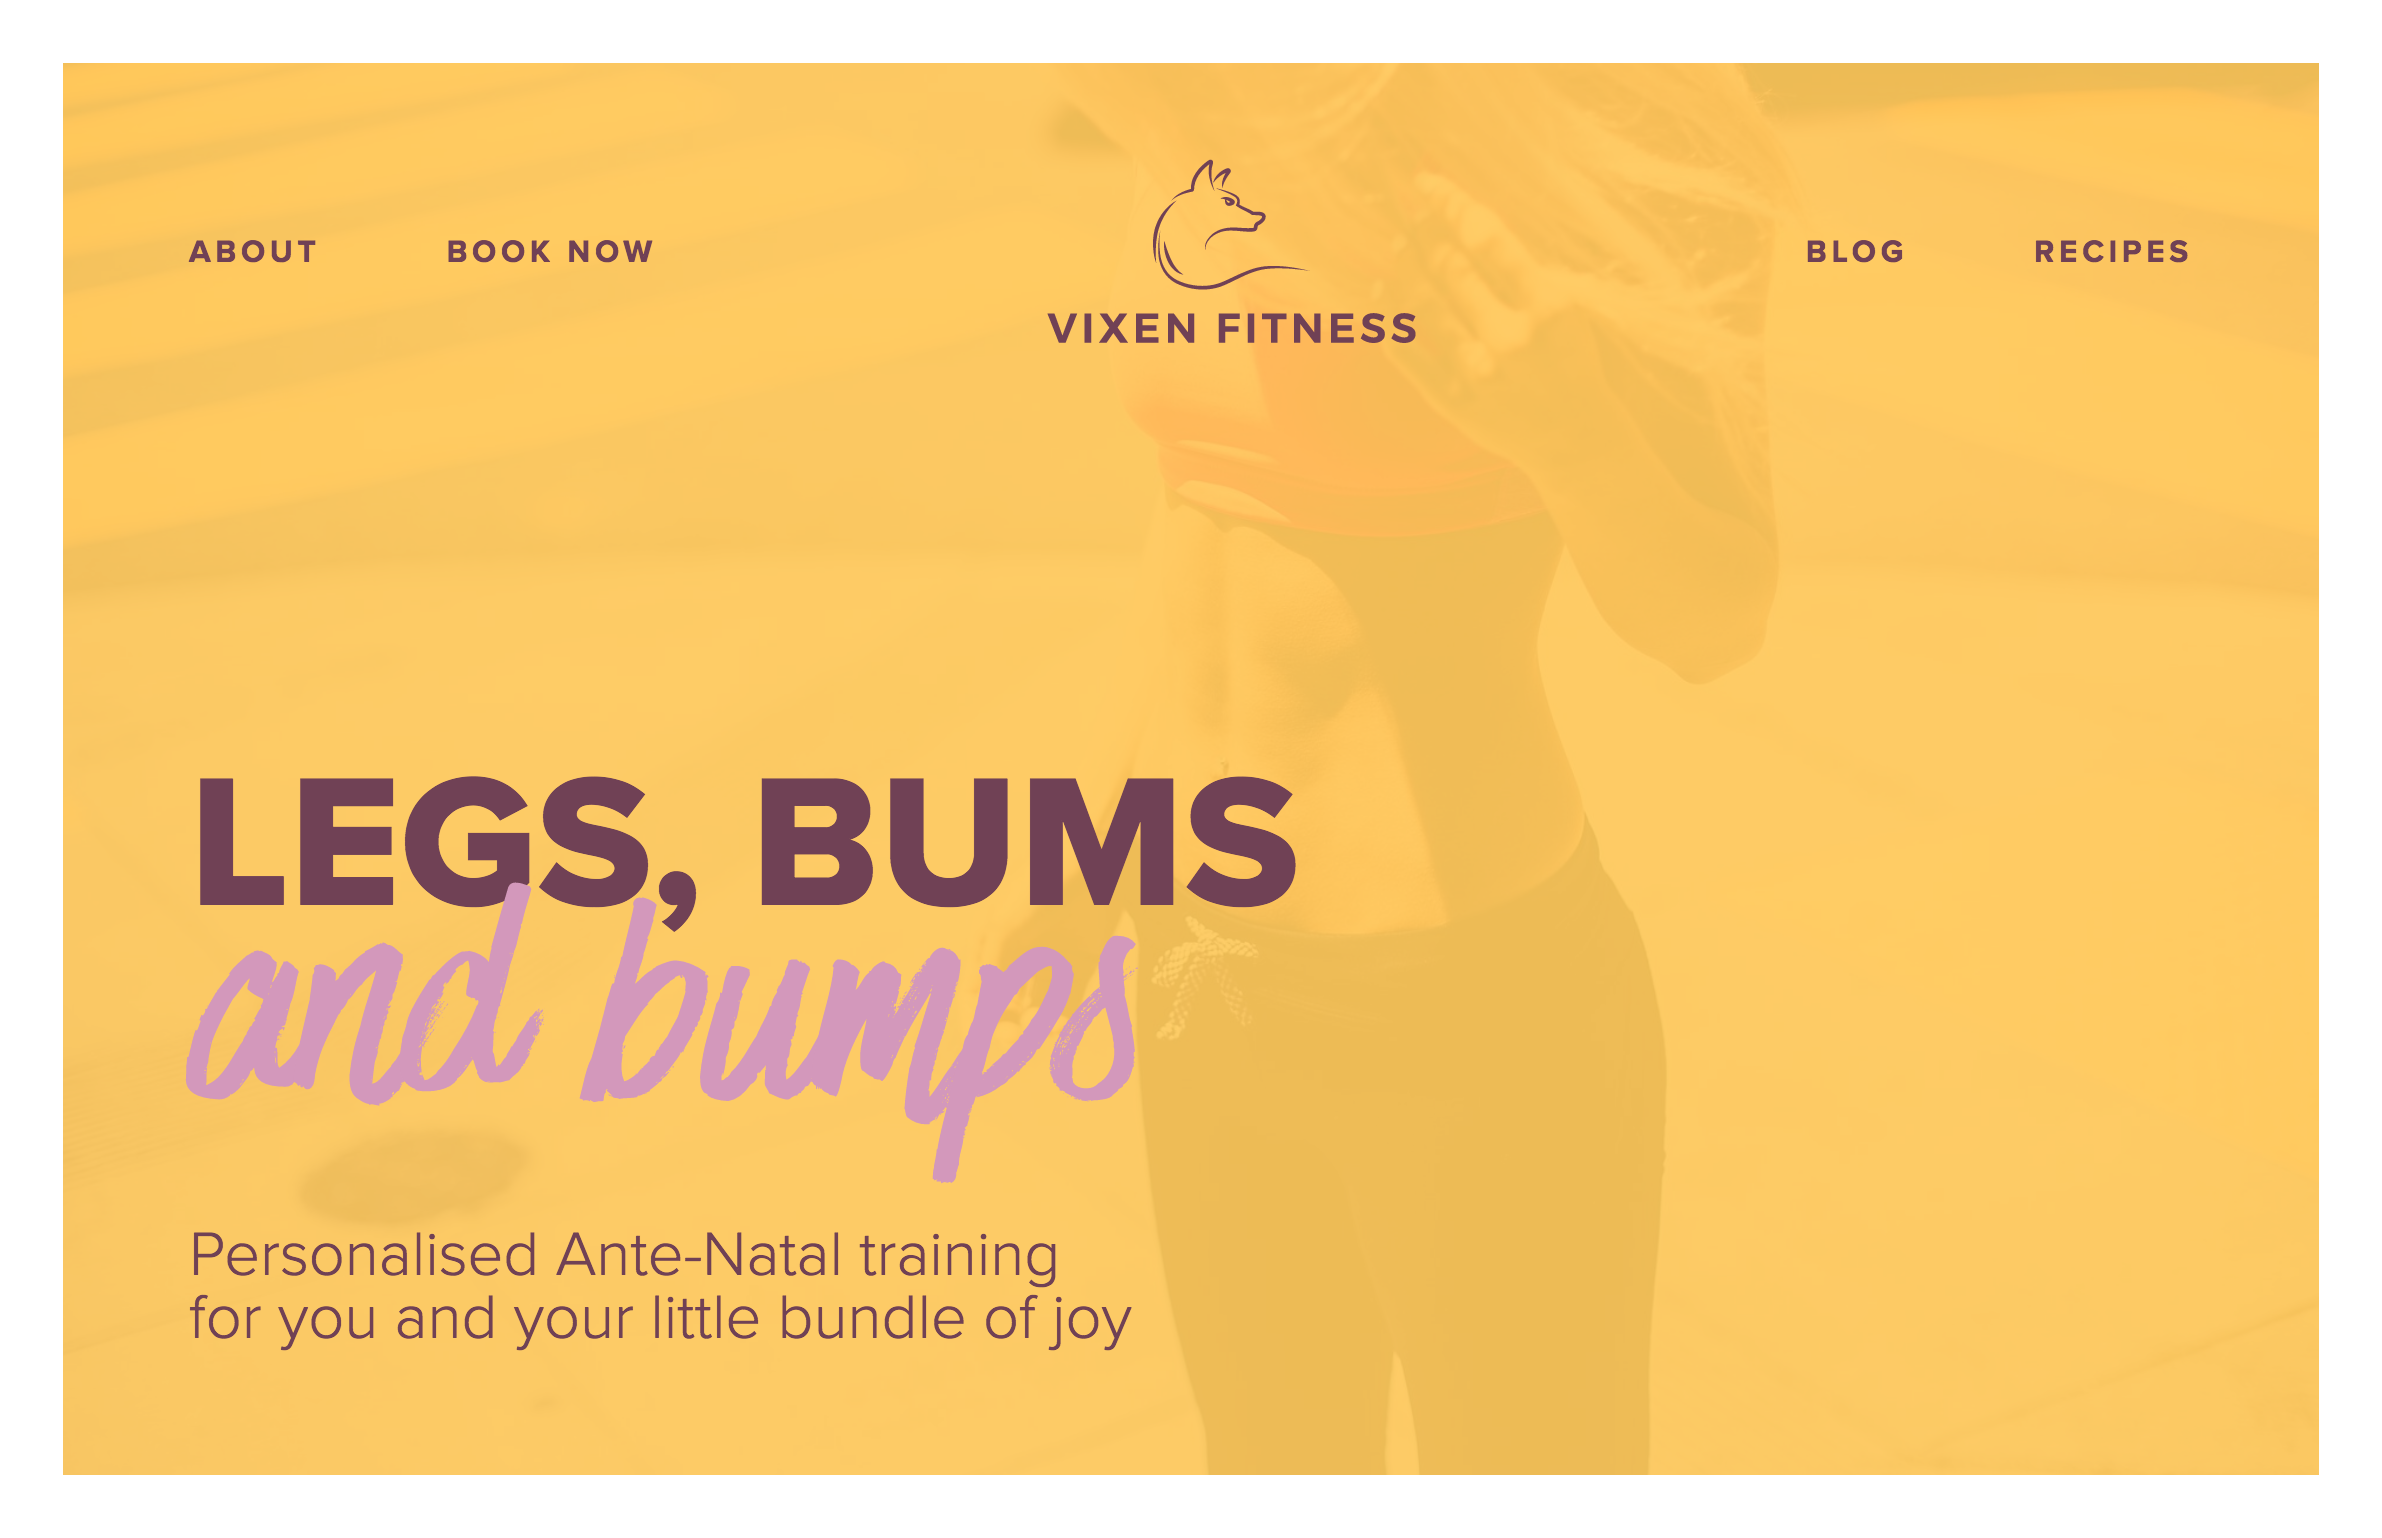 ABOUT
BOOK NOW
VIXEN FITNESS
BLOG
RECIPES
LEGS, BUMS
and bumps
Personalised Ante-Natal training
for you and your little bundle of joy